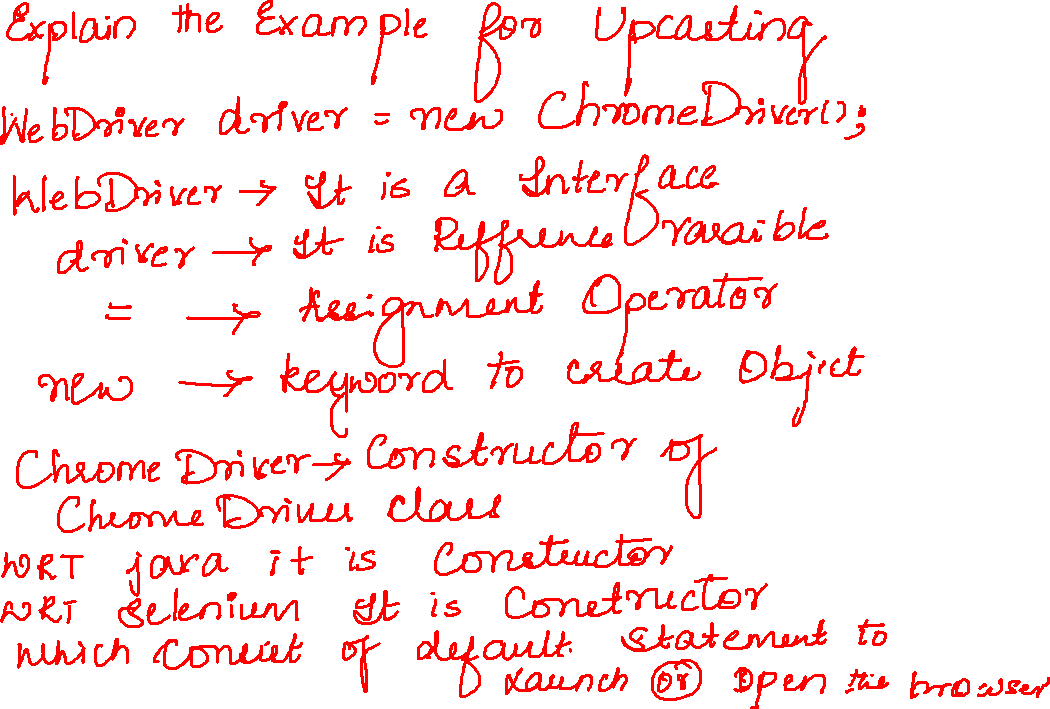 Explain the Example for Upcasting
WebDriver driver = new ChromeDriver();
WebDriver → It is a Interface
driver → It is Reffrence varaible
= → Assignment Operator
new → keyword to create Object
Chrome Driver → Constructor of
Chrome Driver class
WRT java it is Constructor
WRT Selenium It is Constructor
which consist of default statement to
Launch or Open the browser